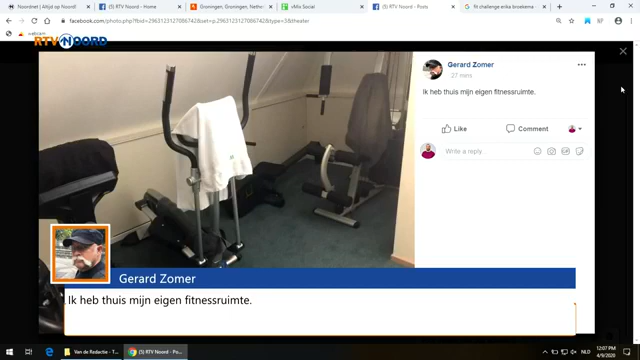 Noordnet | Altijd op Noord!
(5) RTV Noord - Home
Groningen, Groningen, Nethe
vMix Social
(5) RTV Noord - Posts
fit challenge erika broekema
facebook.com/photo.php?fbid=2963123127086742&set=p.2963123127086742&type=3&theater
webcam
RTV NOORD
Gerard Zomer
27 mins
Ik heb thuis mijn eigen fitnessruimte.
Like
Comment
Write a reply...
GIF
Gerard Zomer
Ik heb thuis mijn eigen fitnessruimte.
Van de Redactie - T...
(5) RTV Noord - Po...
NLD
12:07 PM
4/9/2020